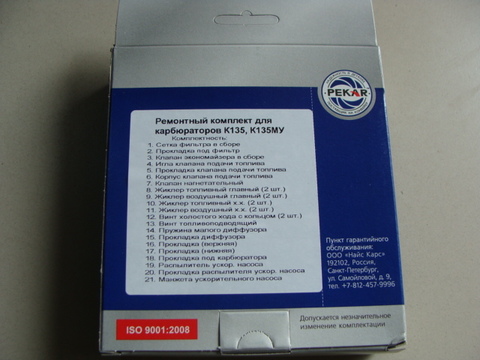 PEKAR
Ремонтный комплект для
карбюраторов К135, К135МУ
Комплектность:
1. Сетка фильтра в сборе
2. Прокладка под фильтр
3. Клапан экономайзера в сборе
4. Игла клапана подачи топлива
5. Прокладка клапана подачи топлива
6. Корпус клапана подачи топлива
7. Клапан нагнетательный
8. Жиклер топливный главный (2 шт.)
9. Жиклер воздушный главный (2 шт.)
10. Жиклер топливный х.х. (2 шт.)
11. Жиклер воздушный х.х. (2 шт.)
12. Винт холостого хода с кольцом (2 шт.)
13. Винт топливоподводящий
14. Пружина малого диффузора
15. Прокладка диффузора
16. Прокладка (верхняя)
17. Прокладка (нижняя)
18. Прокладка под карбюратор
19. Распылитель ускор. насоса
20. Прокладка распылителя ускор. насоса
21. Манжета ускорительного насоса
Пункт гарантийного
обслуживания:
ООО «Найс Карс»
192102, Россия,
Санкт-Петербург,
ул. Самойловой, д. 9,
тел. +7-812-457-9996
ISO 9001:2008
Допускается незначительное
изменение комплектации